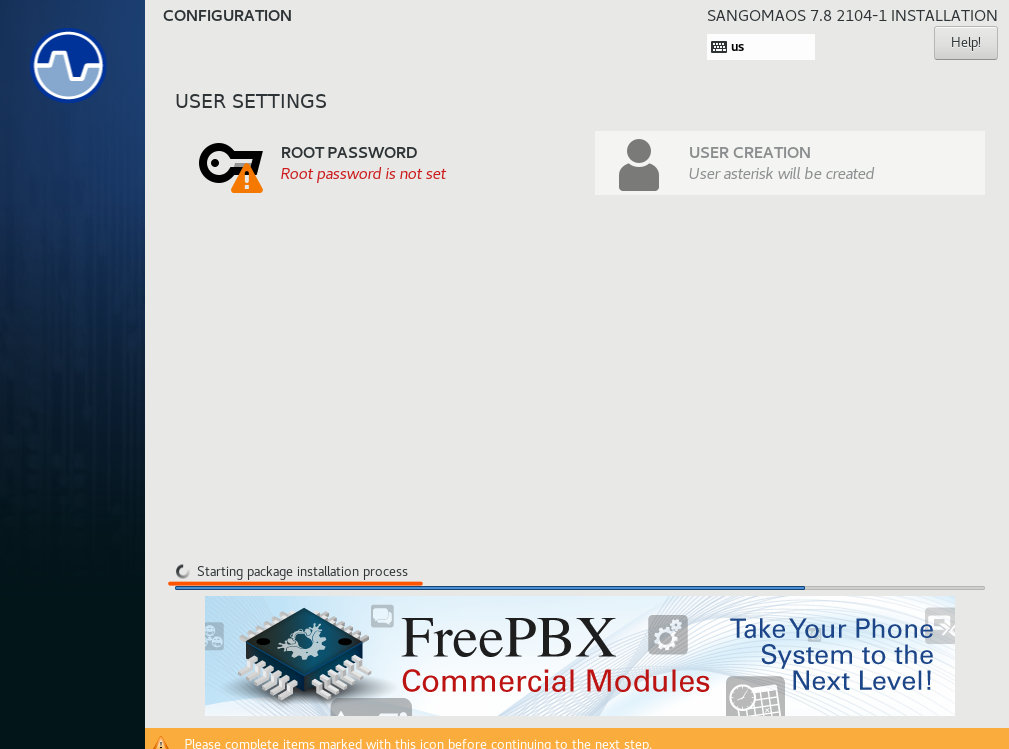 CONFIGURATION
SANGOMAOS 7.8 2104-1 INSTALLATION
us
Help!
USER SETTINGS
ROOT PASSWORD
Root password is not set
USER CREATION
User asterisk will be created
Starting package installation process
FreePBX
Commercial Modules
Take Your Phone
System to the
Next Level!
Please complete items marked with this icon before continuing to the next step.